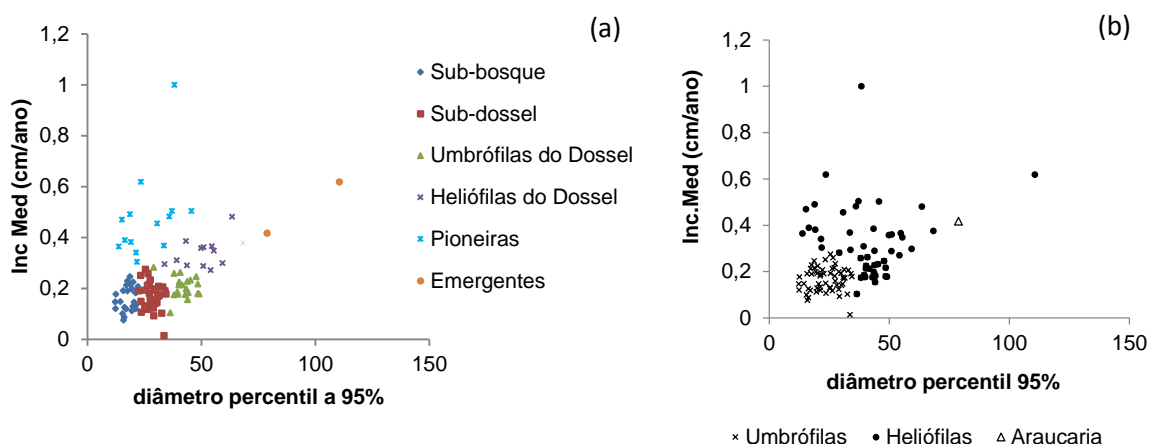 (a)
1,2
1
0,8
0,6
0,4
0,2
0
Inc Med (cm/ano)
0 50 100 150
diâmetro percentil a 95%
Sub-bosque
Sub-dossel
Umbrófilas do Dossel
Heliófilas do Dossel
Pioneiras
Emergentes
(b)
1,2
1
0,8
0,6
0,4
0,2
0
Inc.Med (cm/ano)
0 50 100 150
diâmetro percentil 95%
Umbrófilas Heliófilas Araucaria